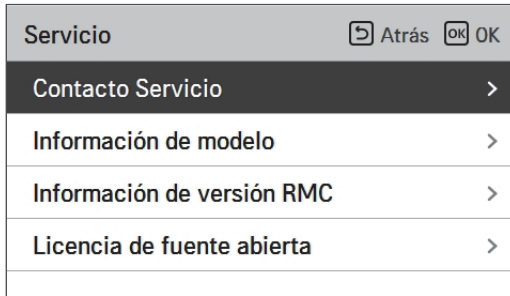 Servicio Atrás OK OK
Contacto Servicio >
Información de modelo >
Información de versión RMC >
Licencia de fuente abierta >